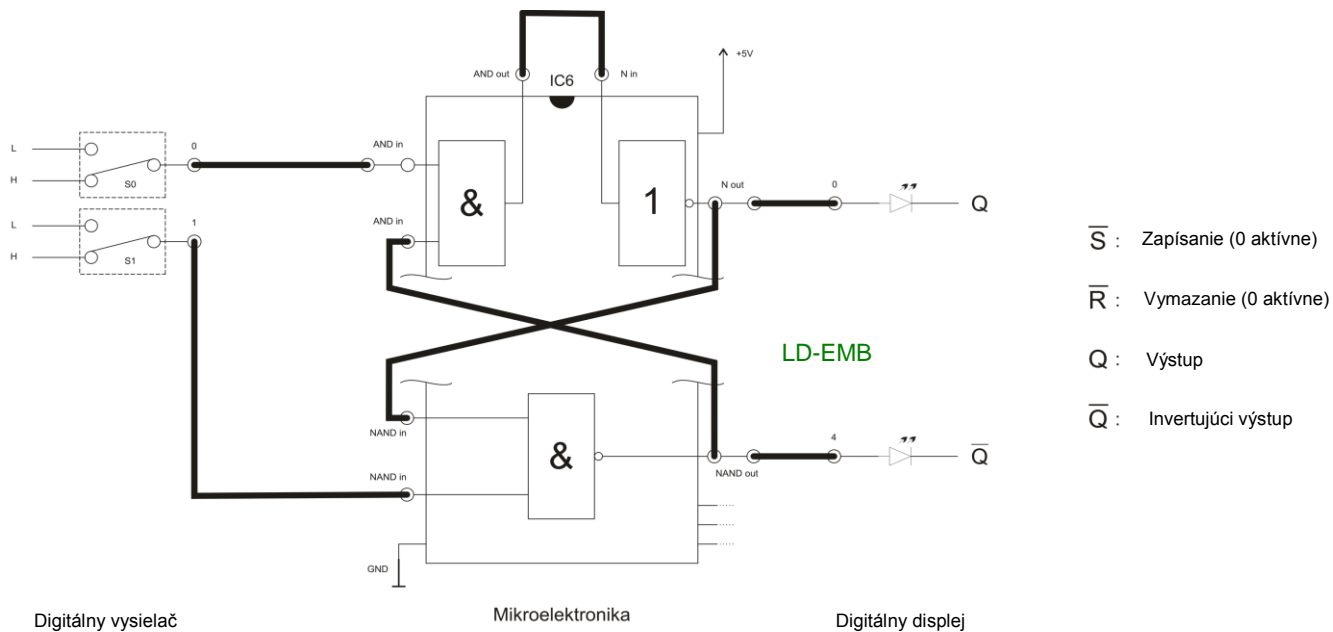 +5V
AND out
IC6
N in
L
H
S0
0
AND in
&
1
N out
0
Q
L
H
S1
1
AND in
S : Zapísanie (0 aktívne)
R : Vymazanie (0 aktívne)
LD-EMB
Q : Výstup
Q : Invertujúci výstup
NAND in
&
4
Q
NAND in
NAND out
GND
Digitálny vysielač
Mikroelektronika
Digitálny displej